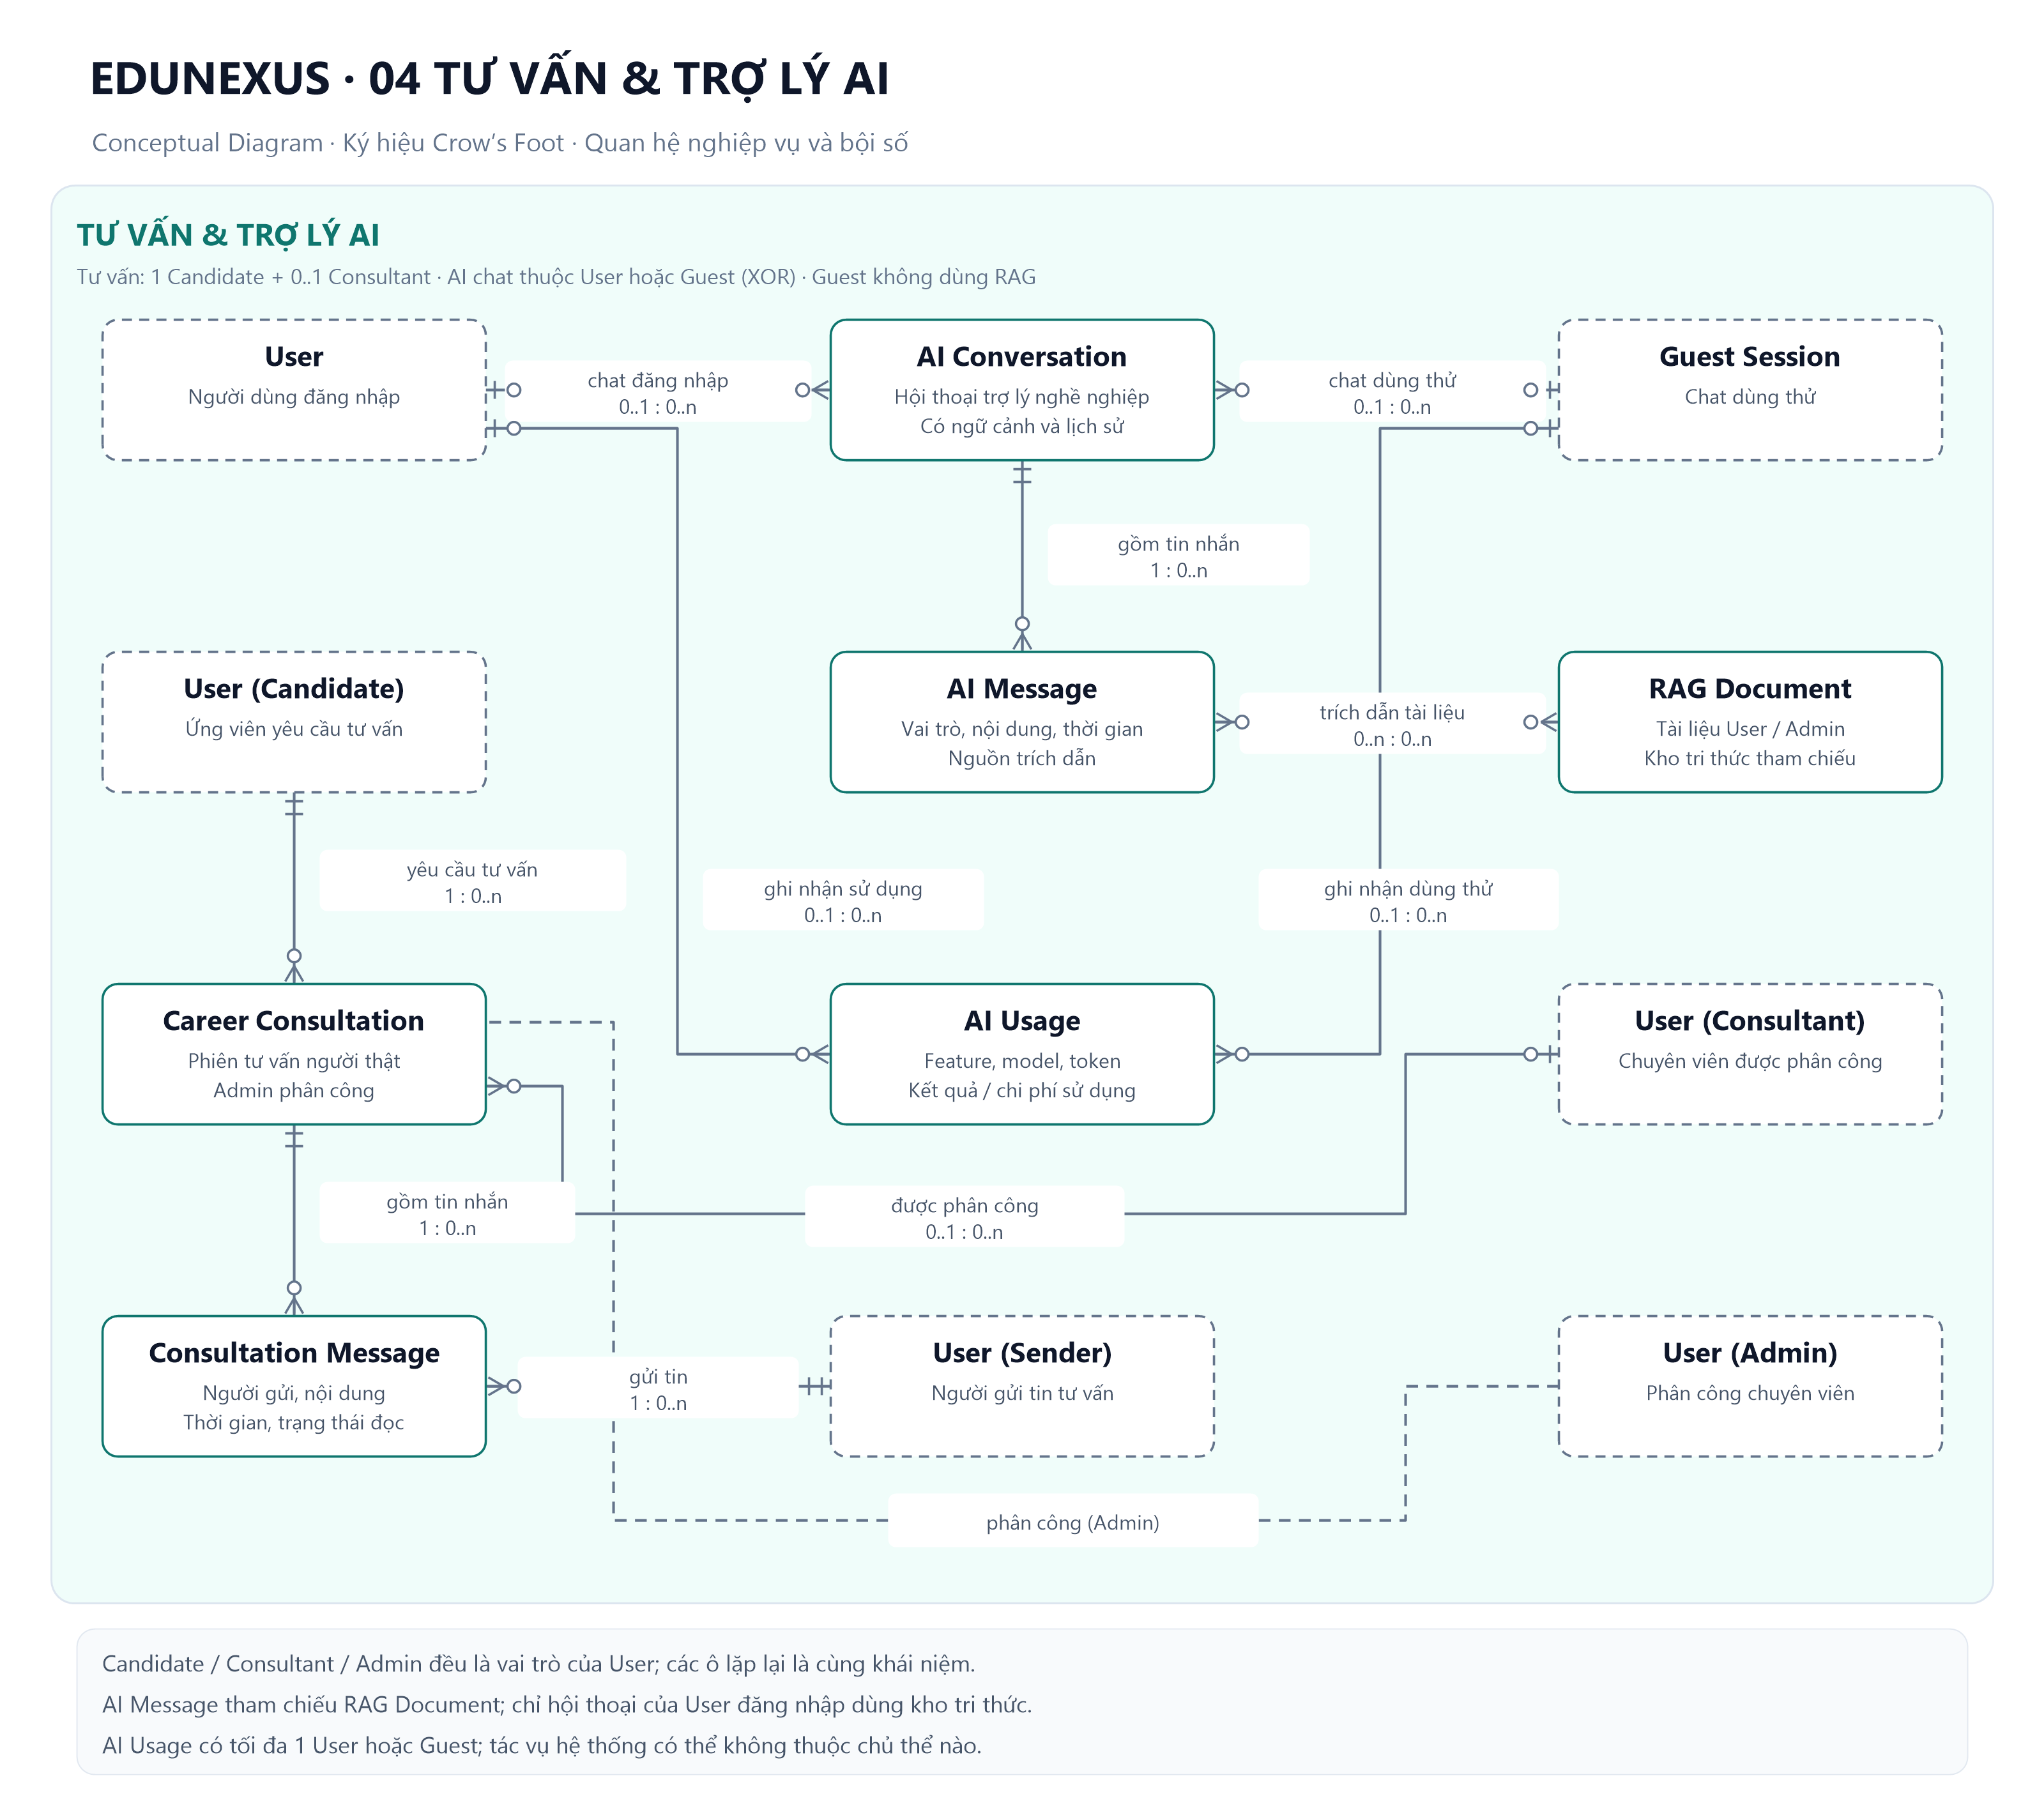 EDUNEXUS · 04 TƯ VẤN & TRỢ LÝ AI
Conceptual Diagram · Ký hiệu Crow’s Foot · Quan hệ nghiệp vụ và bội số
TƯ VẤN & TRỢ LÝ AI
Tư vấn: 1 Candidate + 0..1 Consultant · AI chat thuộc User hoặc Guest (XOR) · Guest không dùng RAG
User
Người dùng đăng nhập
chat đăng nhập
0..1 : 0..n
AI Conversation
Hội thoại trợ lý nghề nghiệp
Có ngữ cảnh và lịch sử
chat dùng thử
0..1 : 0..n
Guest Session
Chat dùng thử
gồm tin nhắn
1 : 0..n
User (Candidate)
Ứng viên yêu cầu tư vấn
AI Message
Vai trò, nội dung, thời gian
Nguồn trích dẫn
trích dẫn tài liệu
0..n : 0..n
RAG Document
Tài liệu User / Admin
Kho tri thức tham chiếu
yêu cầu tư vấn
1 : 0..n
ghi nhận sử dụng
0..1 : 0..n
ghi nhận dùng thử
0..1 : 0..n
Career Consultation
Phiên tư vấn người thật
Admin phân công
AI Usage
Feature, model, token
Kết quả / chi phí sử dụng
User (Consultant)
Chuyên viên được phân công
gồm tin nhắn
1 : 0..n
được phân công
0..1 : 0..n
Consultation Message
Người gửi, nội dung
Thời gian, trạng thái đọc
gửi tin
1 : 0..n
User (Sender)
Người gửi tin tư vấn
User (Admin)
Phân công chuyên viên
phân công (Admin)
Candidate / Consultant / Admin đều là vai trò của User; các ô lặp lại là cùng khái niệm.
AI Message tham chiếu RAG Document; chỉ hội thoại của User đăng nhập dùng kho tri thức.
AI Usage có tối đa 1 User hoặc Guest; tác vụ hệ thống có thể không thuộc chủ thể nào.